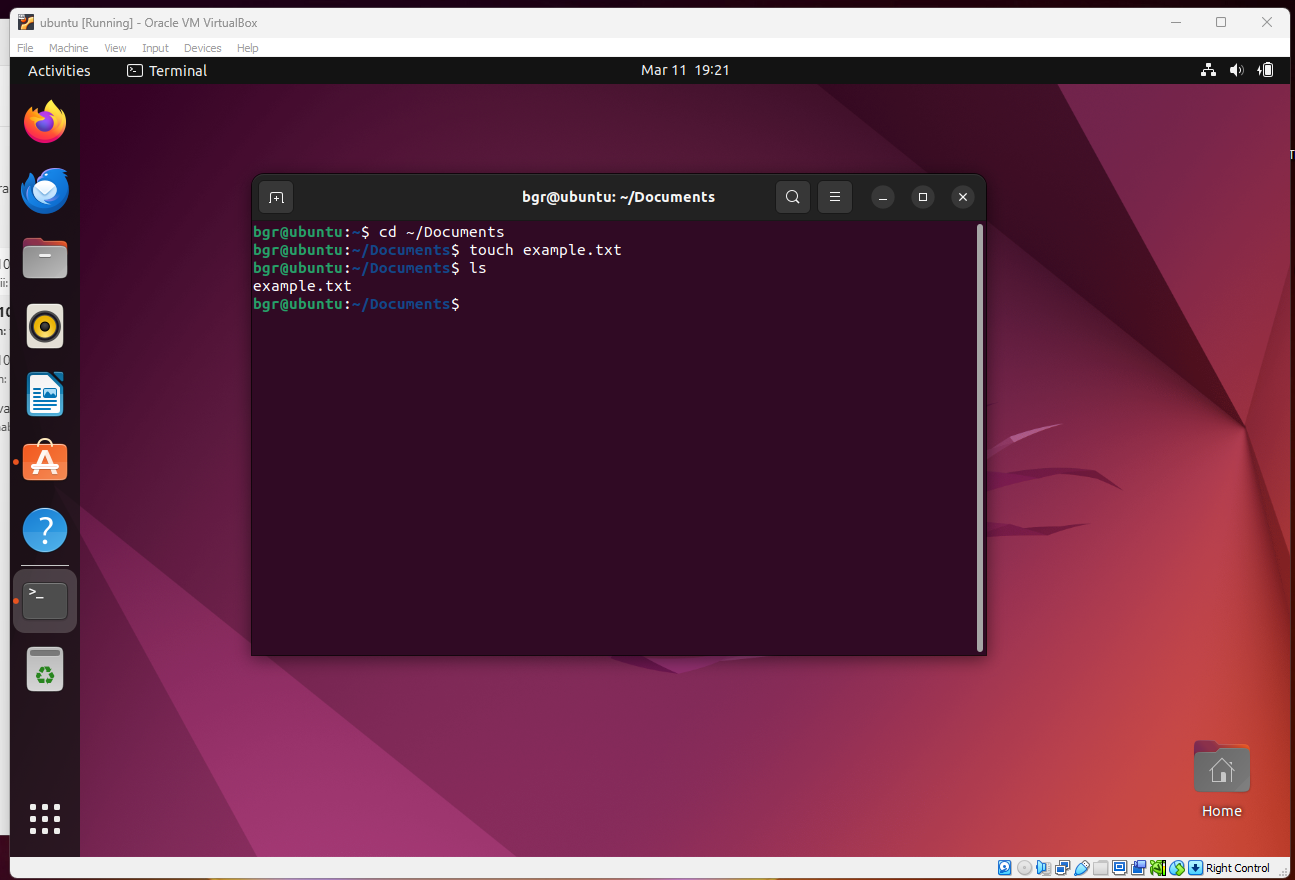 ubuntu [Running] - Oracle VM VirtualBox
File Machine View Input Devices Help
Activities Terminal Mar 11 19:21
bgr@ubuntu: ~/Documents
bgr@ubuntu:~$ cd ~/Documents
bgr@ubuntu:~/Documents$ touch example.txt
bgr@ubuntu:~/Documents$ ls
example.txt
bgr@ubuntu:~/Documents$
Home
Right Control